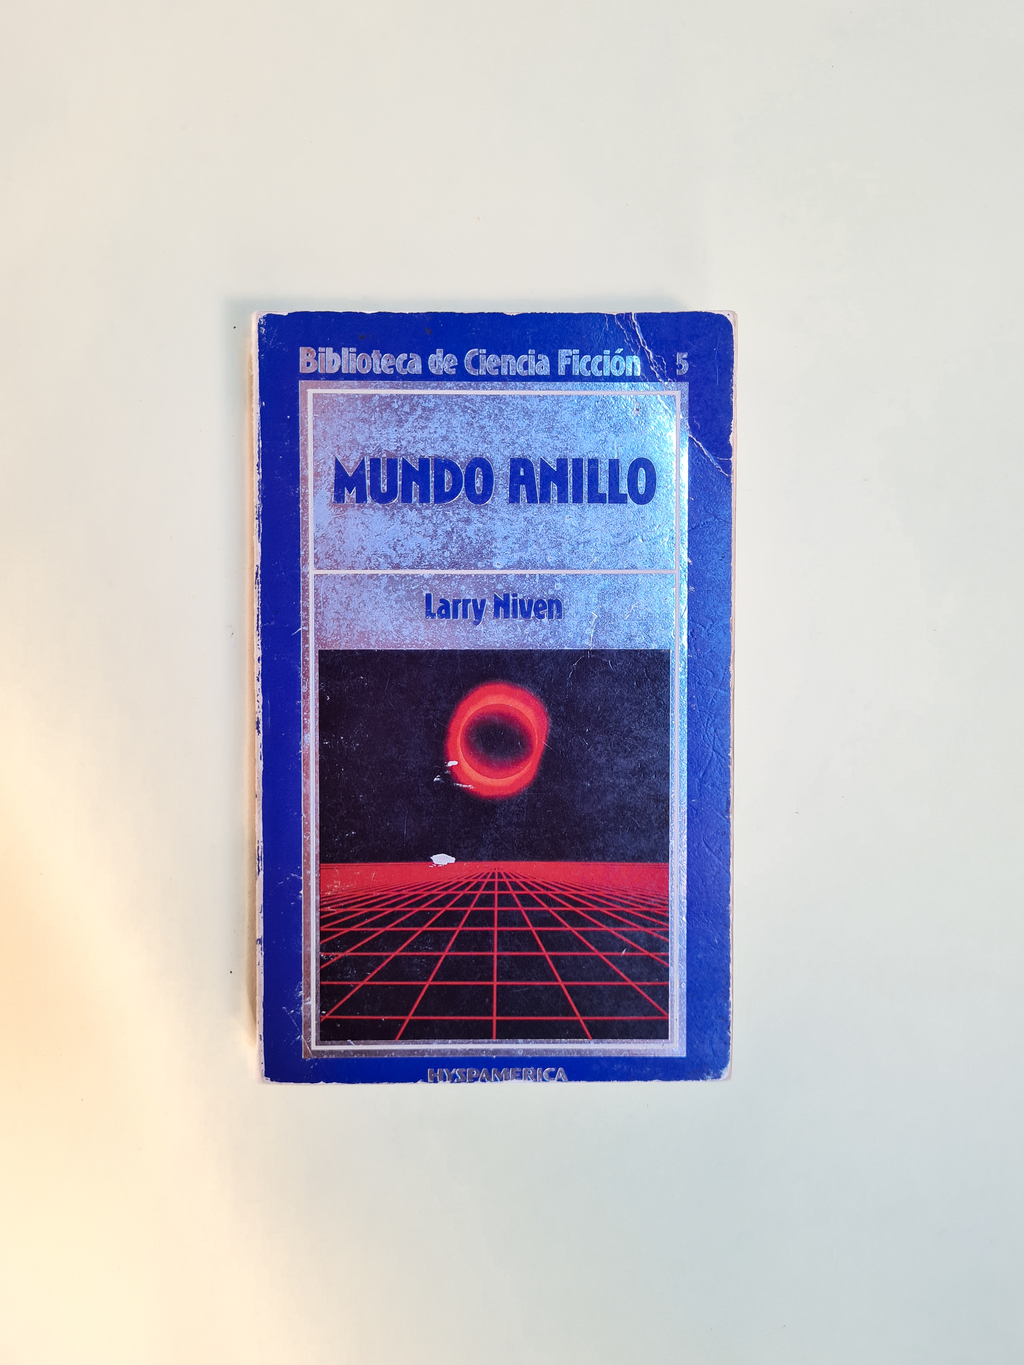 Biblioteca de Ciencia Ficción 5
MUNDO ANILLO
Larry Niven
HYSPAMERICA